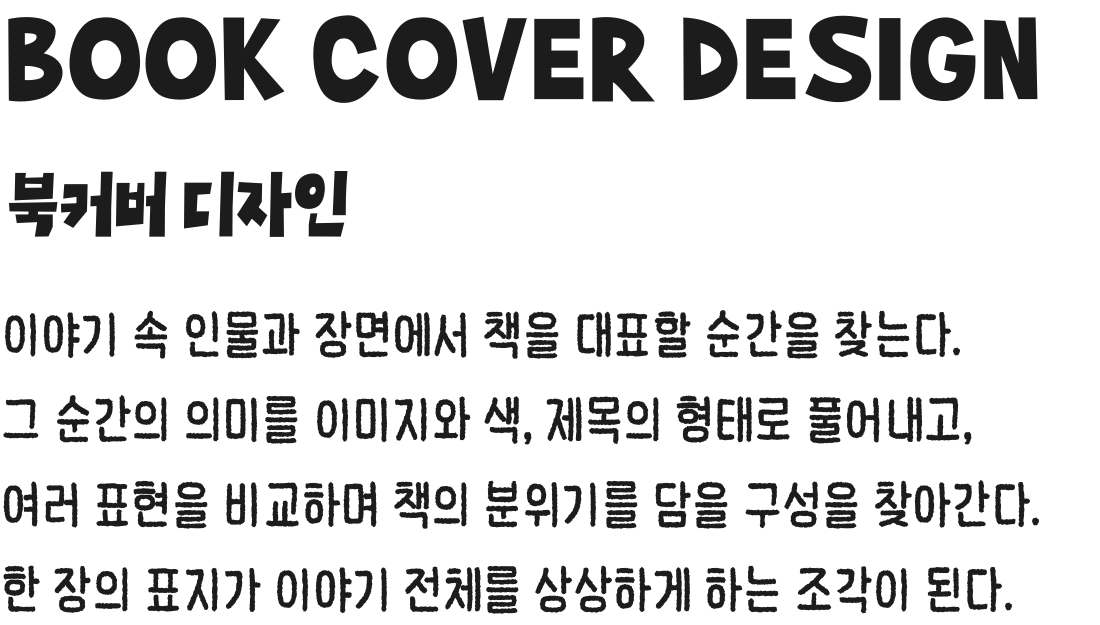 BOOK COVER DESIGN
북커버 디자인
이야기 속 인물과 장면에서 책을 대표할 순간을 찾는다.
그 순간의 의미를 이미지와 색, 제목의 형태로 풀어내고,
여러 표현을 비교하며 책의 분위기를 담을 구성을 찾아간다.
한 장의 표지가 이야기 전체를 상상하게 하는 조각이 된다.